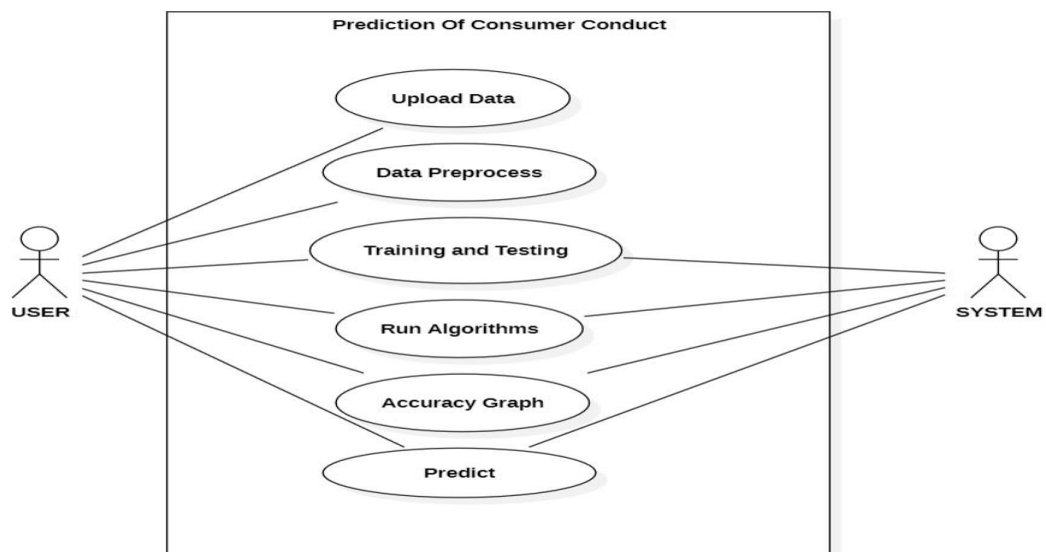 Prediction Of Consumer Conduct
Upload Data
Data Preprocess
Training and Testing
USER
SYSTEM
Run Algorithms
Accuracy Graph
Predict